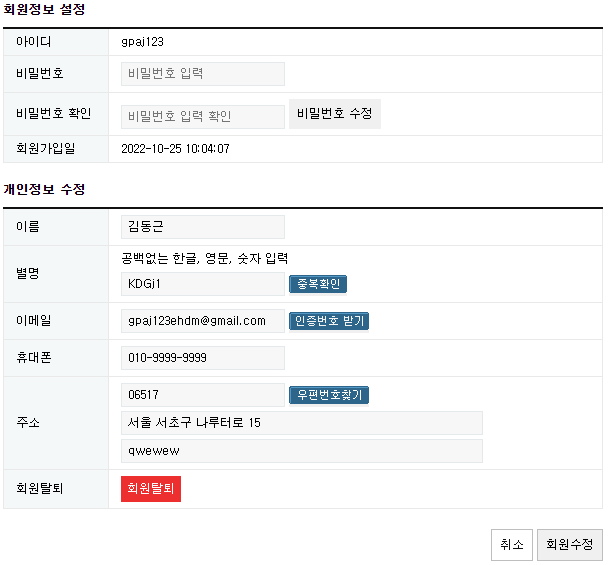 회원정보 설정
아이디 gpaj123
비밀번호 비밀번호 입력
비밀번호 확인 비밀번호 입력 확인 비밀번호 수정
회원가입일 2022-10-25 10:04:07
개인정보 수정
이름 김동근
공백없는 한글, 영문, 숫자 입력
별명 KDGj1 중복확인
이메일 gpaj123ehdm@gmail.com 인증번호 받기
휴대폰 010-9999-9999
06517 우편번호찾기
주소 서울 서초구 나루터로 15
qwewew
회원탈퇴 회원탈퇴
취소 회원수정